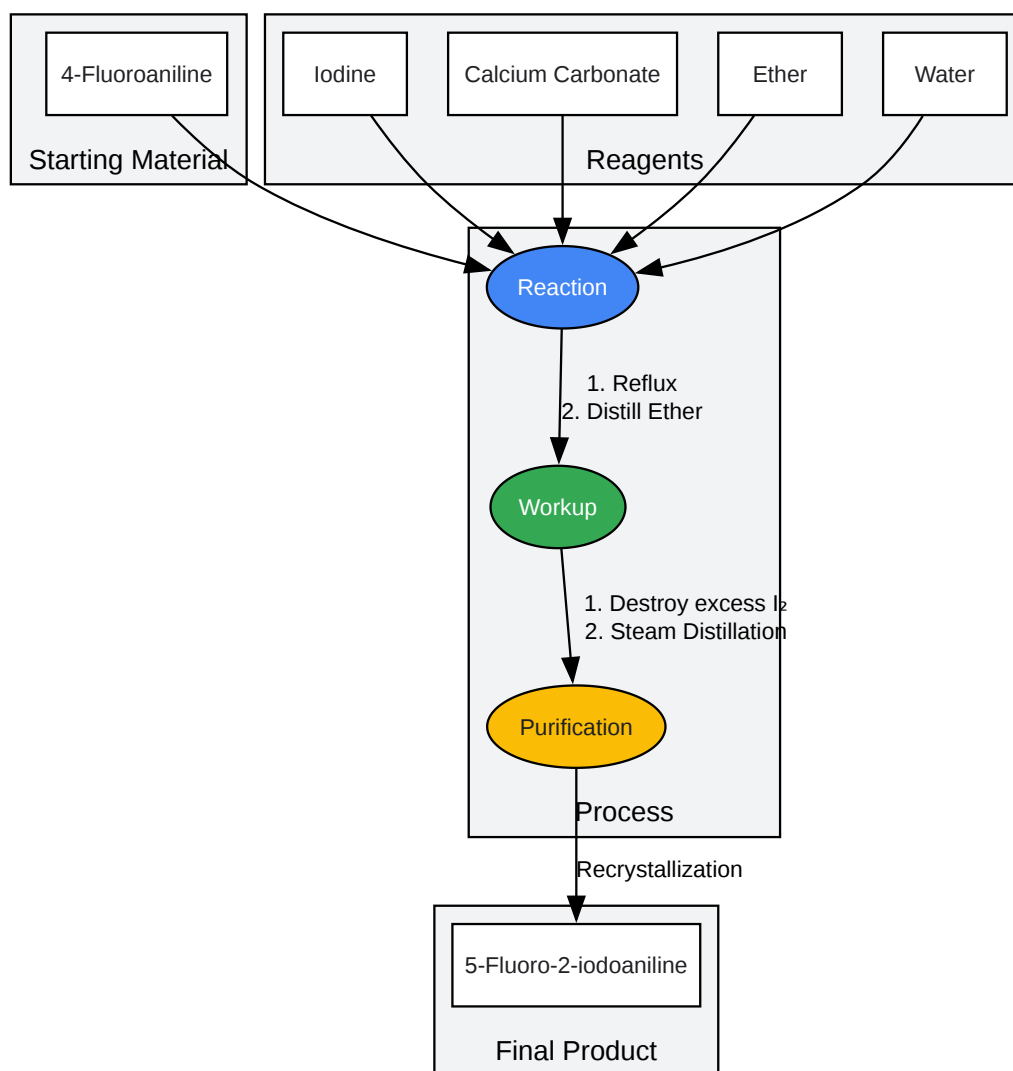 4-Fluoroaniline
Starting Material
Iodine
Calcium Carbonate
Ether
Water
Reagents
Reaction
1. Reflux
2. Distill Ether
Workup
1. Destroy excess I₂
2. Steam Distillation
Purification
Process
Recrystallization
5-Fluoro-2-iodoaniline
Final Product